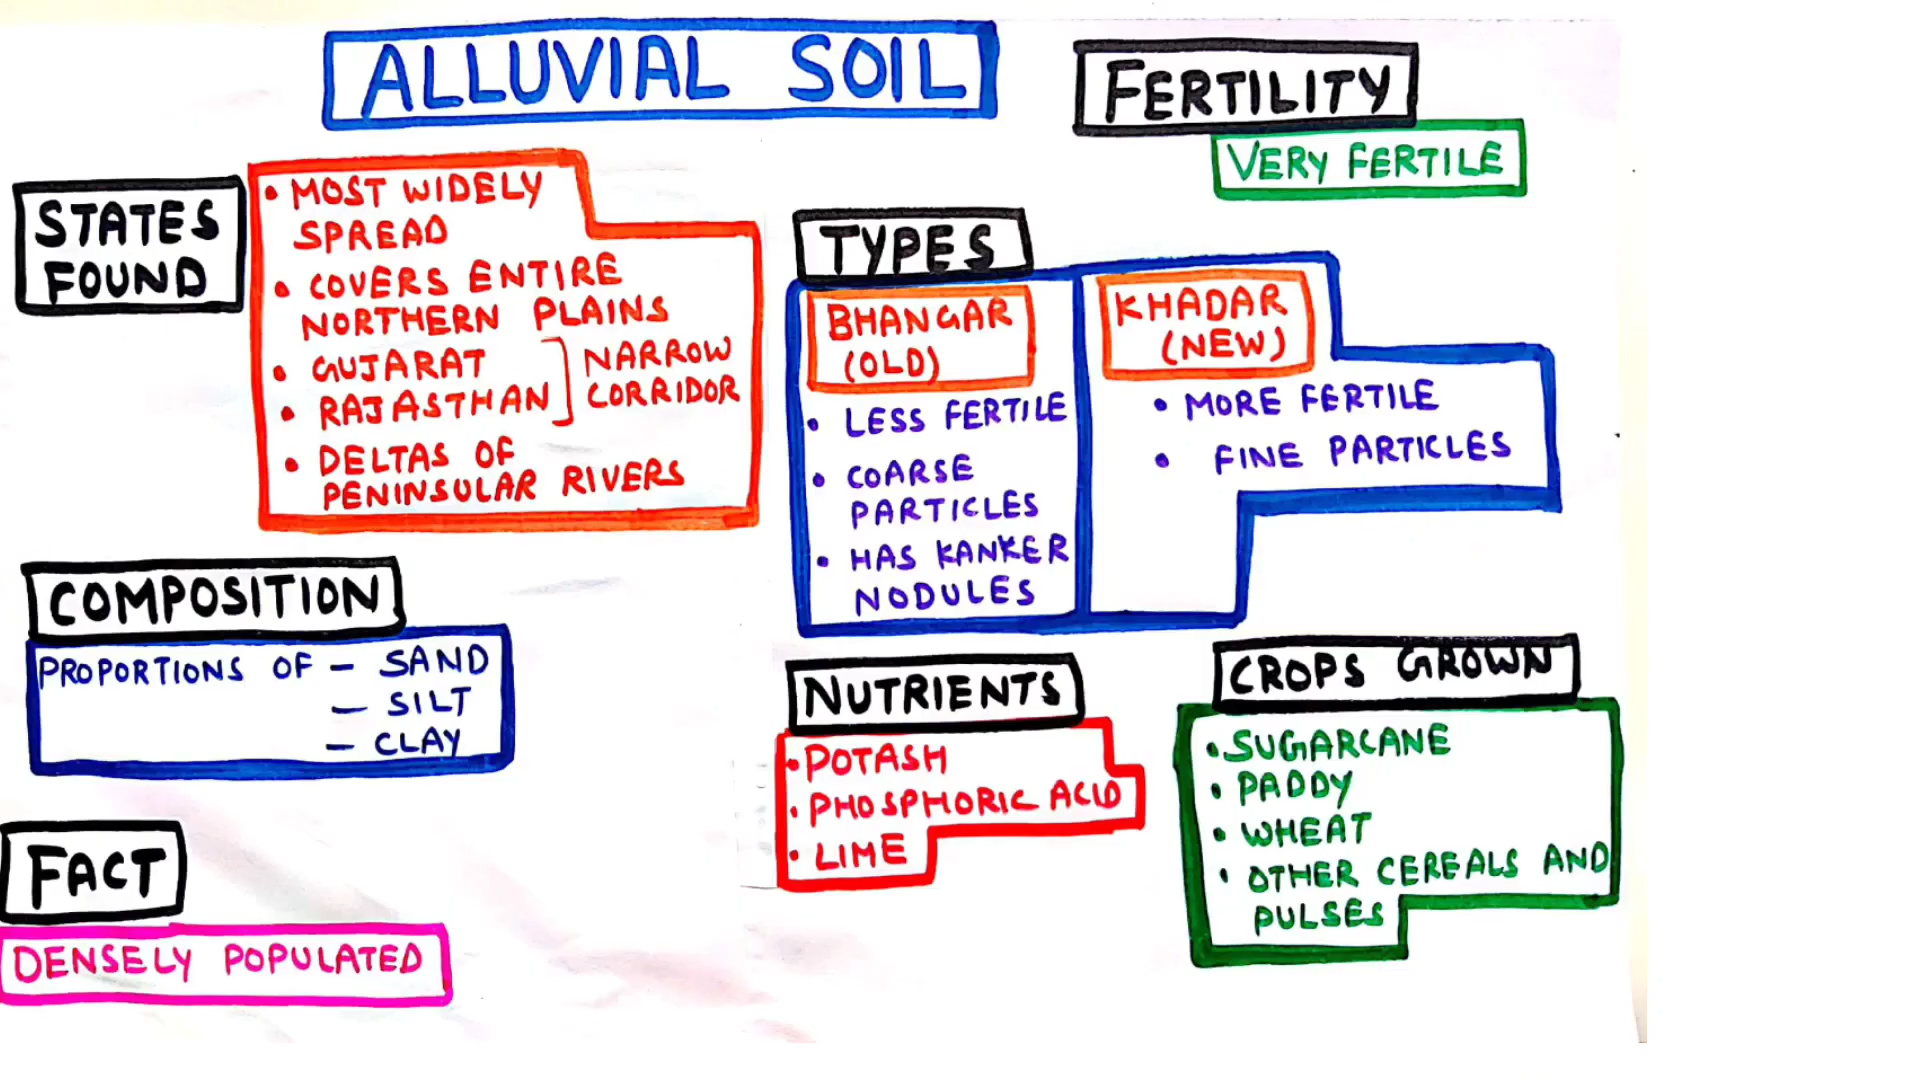 ALLUVIAL SOIL
FERTILITY
VERY FERTILE
STATES
FOUND
• MOST WIDELY
SPREAD
• COVERS ENTIRE
NORTHERN PLAINS
• GUJARAT ] NARROW
• RAJASTHAN ] CORRIDOR
• DELTAS OF
PENINSULAR RIVERS
TYPES
BHANGAR
(OLD)
• LESS FERTILE
• COARSE
PARTICLES
• HAS KANKER
NODULES
KHADAR
(NEW)
• MORE FERTILE
• FINE PARTICLES
COMPOSITION
PROPORTIONS OF – SAND
– SILT
– CLAY
NUTRIENTS
• POTASH
• PHOSPHORIC ACID
• LIME
CROPS GROWN
• SUGARCANE
• PADDY
• WHEAT
• OTHER CEREALS AND
PULSES
FACT
DENSELY POPULATED